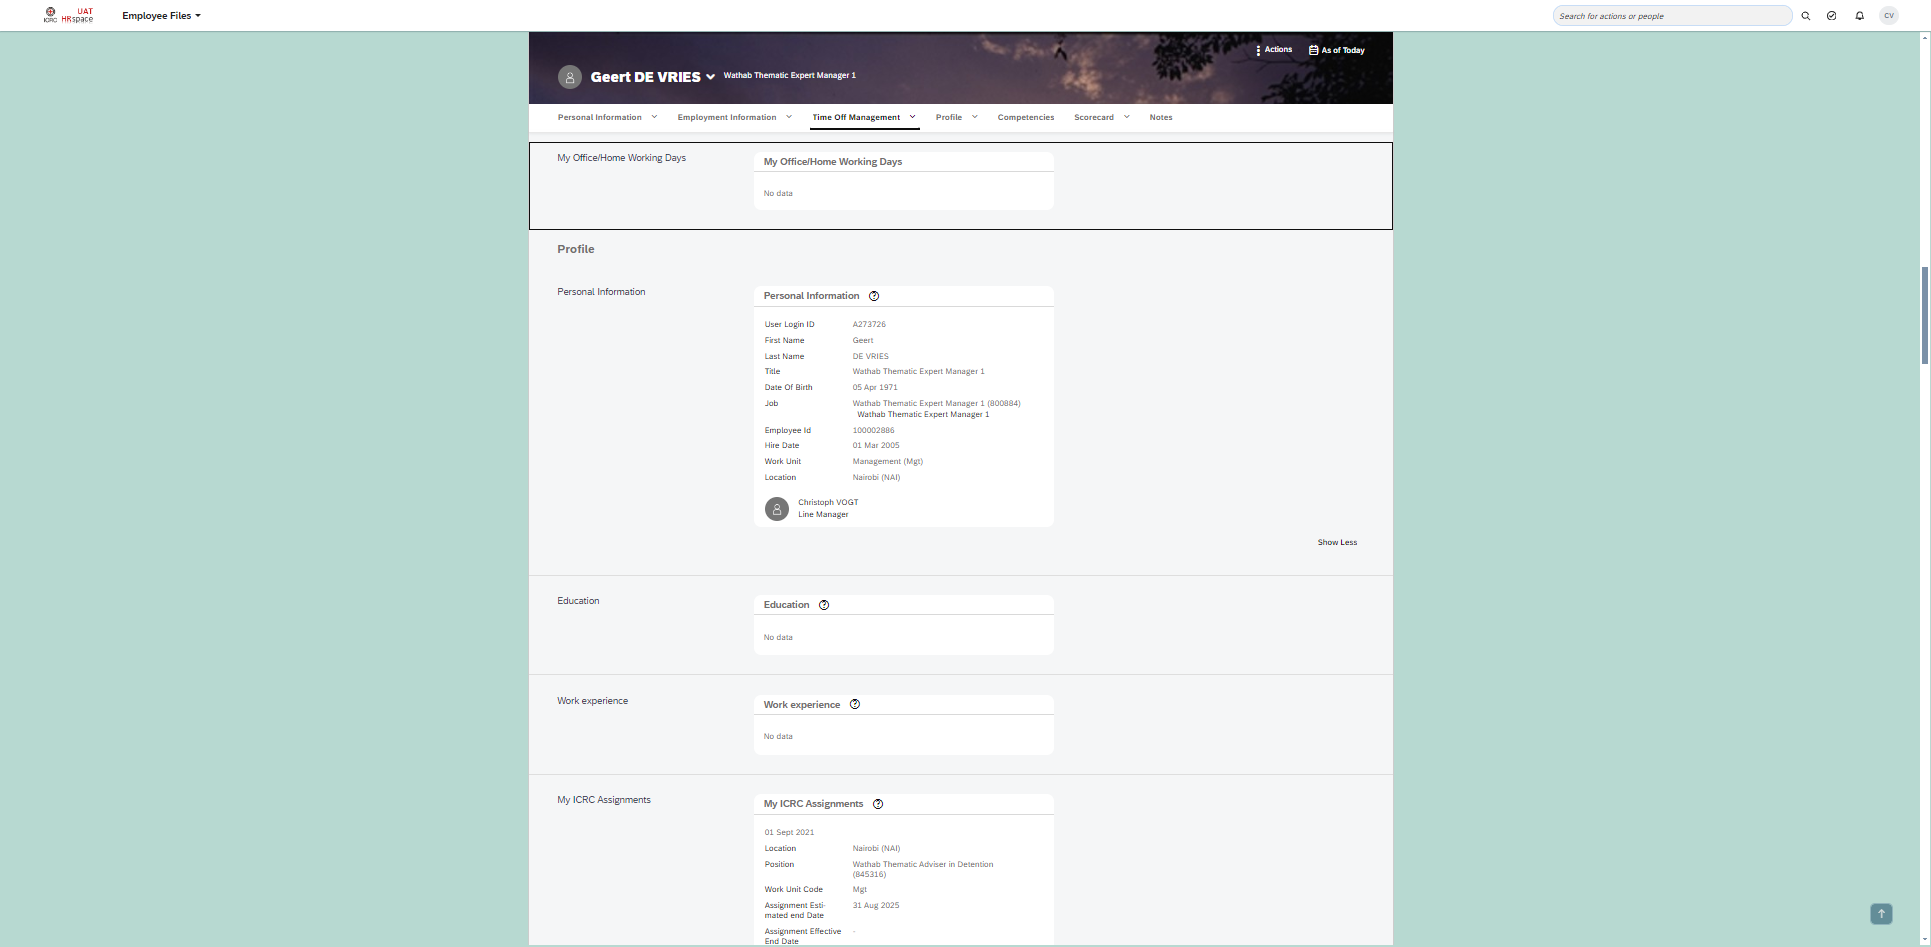 ICRC
UAT
HRspace
Employee Files
Search for actions or people
CV
Actions
As of Today
Geert DE VRIES
Wathab Thematic Expert Manager 1
Personal Information
Employment Information
Time Off Management
Profile
Competencies
Scorecard
Notes
My Office/Home Working Days
My Office/Home Working Days
No data
Profile
Personal Information
Personal Information
User Login ID A273726
First Name Geert
Last Name DE VRIES
Title Wathab Thematic Expert Manager 1
Date Of Birth 05 Apr 1971
Job Wathab Thematic Expert Manager 1 (800884)
Wathab Thematic Expert Manager 1
Employee Id 100002886
Hire Date 01 Mar 2005
Work Unit Management (Mgt)
Location Nairobi (NAI)
Christoph VOGT
Line Manager
Show Less
Education
Education
No data
Work experience
Work experience
No data
My ICRC Assignments
My ICRC Assignments
01 Sept 2021
Location Nairobi (NAI)
Position Wathab Thematic Adviser in Detention
(845316)
Work Unit Code Mgt
Assignment Esti- 31 Aug 2025
mated end Date
Assignment Effective -
End Date